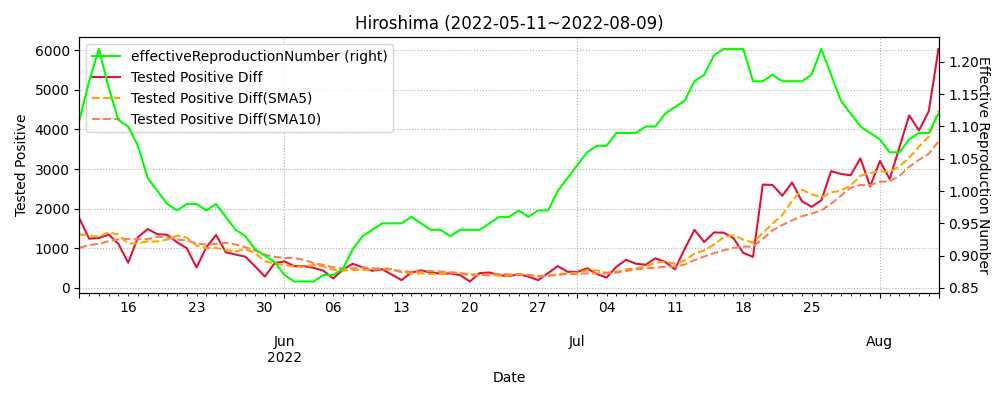 Hiroshima (2022-05-11~2022-08-09)
effectiveReproductionNumber (right)
Tested Positive Diff
Tested Positive Diff(SMA5)
Tested Positive Diff(SMA10)
Tested Positive
6000
5000
4000
3000
2000
1000
0
1.20
1.15
1.10
1.05
1.00
0.95
0.90
0.85
Effective Reproduction Number
16 23 30 06 13 20 27 04 11 18 25
Jun Jul Aug
2022
Date